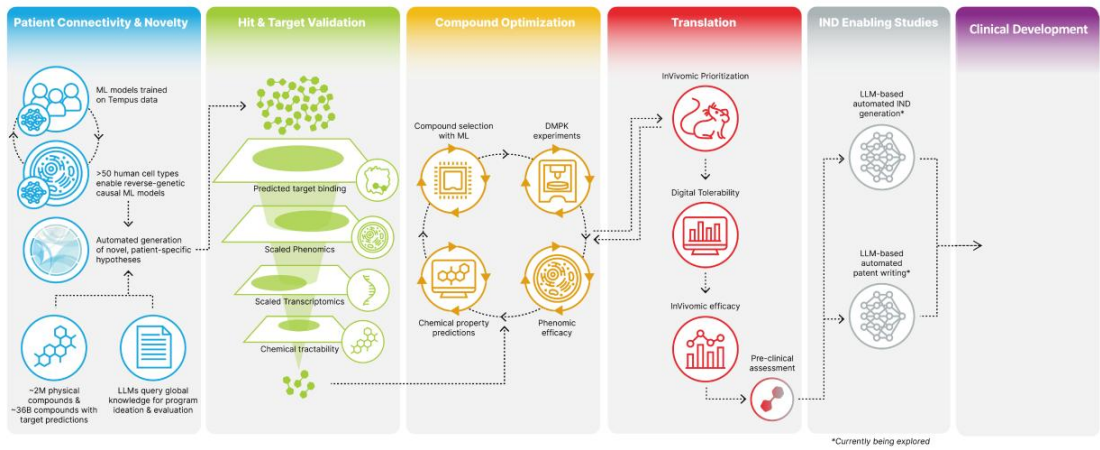 Patient Connectivity & Novelty
ML models trained
on Tempus data
>50 human cell types
enable reverse-genetic
causal ML models
Automated generation
of novel, patient-specific
hypotheses
~2M physical
compounds &
~36B compounds with
target predictions
LLMs query global
knowledge for program
ideation & evaluation
Hit & Target Validation
Predicted target binding
Scaled Phenomics
Scaled Transcriptomics
Chemical tractability
Compound Optimization
Compound selection
with ML
DMPK
experiments
Chemical property
predictions
Phenomic
efficacy
Translation
InVivomic Prioritization
Digital Tolerability
InVivomic efficacy
Pre-clinical
assessment
IND Enabling Studies
LLM-based
automated IND
generation*
LLM-based
automated
patent writing*
Clinical Development
*Currently being explored